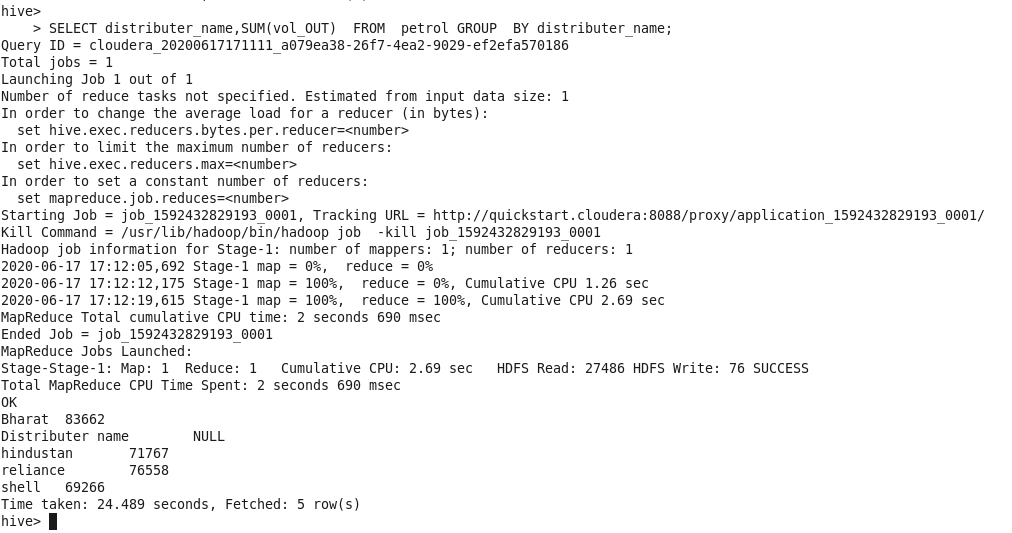 hive>
    > SELECT distributer_name,SUM(vol_OUT)  FROM  petrol GROUP  BY distributer_name;
Query ID = cloudera_20200617171111_a079ea38-26f7-4ea2-9029-ef2efa570186
Total jobs = 1
Launching Job 1 out of 1
Number of reduce tasks not specified. Estimated from input data size: 1
In order to change the average load for a reducer (in bytes):
  set hive.exec.reducers.bytes.per.reducer=<number>
In order to limit the maximum number of reducers:
  set hive.exec.reducers.max=<number>
In order to set a constant number of reducers:
  set mapreduce.job.reduces=<number>
Starting Job = job_1592432829193_0001, Tracking URL = http://quickstart.cloudera:8088/proxy/application_1592432829193_0001/
Kill Command = /usr/lib/hadoop/bin/hadoop job  -kill job_1592432829193_0001
Hadoop job information for Stage-1: number of mappers: 1; number of reducers: 1
2020-06-17 17:12:05,692 Stage-1 map = 0%,  reduce = 0%
2020-06-17 17:12:12,175 Stage-1 map = 100%,  reduce = 0%, Cumulative CPU 1.26 sec
2020-06-17 17:12:19,615 Stage-1 map = 100%,  reduce = 100%, Cumulative CPU 2.69 sec
MapReduce Total cumulative CPU time: 2 seconds 690 msec
Ended Job = job_1592432829193_0001
MapReduce Jobs Launched:
Stage-Stage-1: Map: 1  Reduce: 1   Cumulative CPU: 2.69 sec   HDFS Read: 27486 HDFS Write: 76 SUCCESS
Total MapReduce CPU Time Spent: 2 seconds 690 msec
OK
Bharat  83662
Distributer name        NULL
hindustan       71767
reliance        76558
shell   69266
Time taken: 24.489 seconds, Fetched: 5 row(s)
hive>